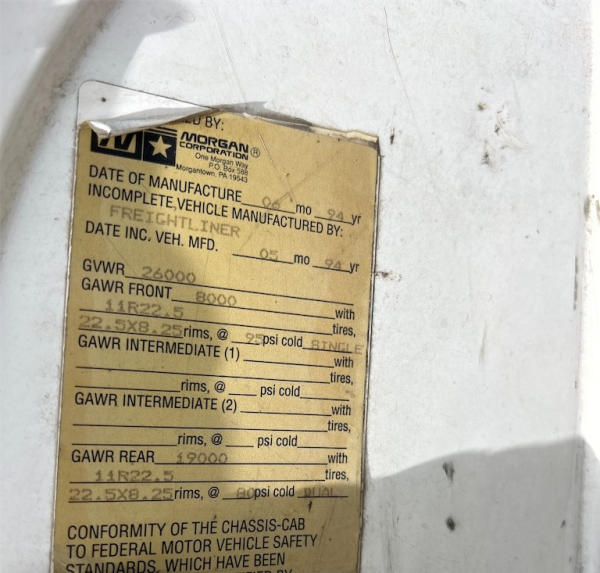 ED BY:
MORGAN ®
CORPORATION
One Morgan Way
P.O. Box 588
Morgantown, PA 19543
DATE OF MANUFACTURE 06 mo 94 yr
INCOMPLETE VEHICLE MANUFACTURED BY:
FREIGHTLINER
DATE INC. VEH. MFD. 05 mo 94 yr
GVWR 26000
GAWR FRONT 8000 with
11R22.5 tires,
22.5X8.25 rims, @ 95 psi cold SINGLE
GAWR INTERMEDIATE (1) with
tires,
rims, @ psi cold
GAWR INTERMEDIATE (2) with
tires,
rims, @ psi cold
GAWR REAR 19000 with
11R22.5 tires,
22.5X8.25 rims, @ 80 psi cold DUAL
CONFORMITY OF THE CHASSIS-CAB
TO FEDERAL MOTOR VEHICLE SAFETY
STANDARDS, WHICH HAVE BEEN